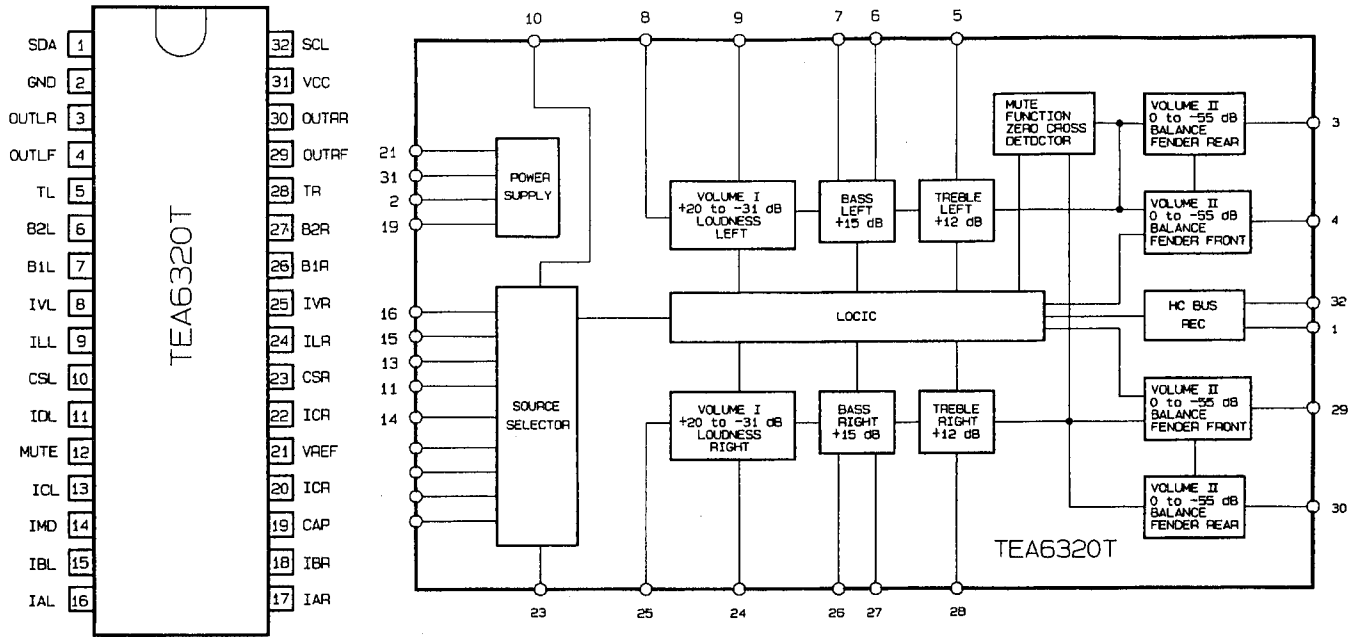 SDA 1
GND 2
OUTLR 3
OUTLF 4
TL 5
B2L 6
B1L 7
IVL 8
ILL 9
CSL 10
IDL 11
MUTE 12
ICL 13
IMD 14
IBL 15
IAL 16
TEA6320T
32 SCL
31 VCC
30 OUTRR
29 OUTRF
28 TR
27 B2R
26 B1R
25 IVR
24 ILR
23 CSR
22 ICR
21 VREF
20 ICR
19 CAP
18 IBR
17 IAR
10
8
9
7
6
5
21
31
2
19
POWER
SUPPLY
16
15
13
11
14
SOURCE
SELECTOR
VOLUME I
+20 to -31 dB
LOUDNESS
LEFT
BASS
LEFT
+15 dB
TREBLE
LEFT
+12 dB
MUTE
FUNCTION
ZERO CROSS
DETDCTOR
VOLUME II
0 to -55 dB
BALANCE
FENDER REAR
3
VOLUME II
0 to -55 dB
BALANCE
FENDER FRONT
4
LOCIC
HC BUS
REC
32
1
VOLUME I
+20 to -31 dB
LOUDNESS
RIGHT
BASS
RIGHT
+15 dB
TREBLE
RIGHT
+12 dB
VOLUME II
0 to -55 dB
BALANCE
FENDER FRONT
29
VOLUME II
0 to -55 dB
BALANCE
FENDER REAR
30
TEA6320T
23
25
24
26
27
28